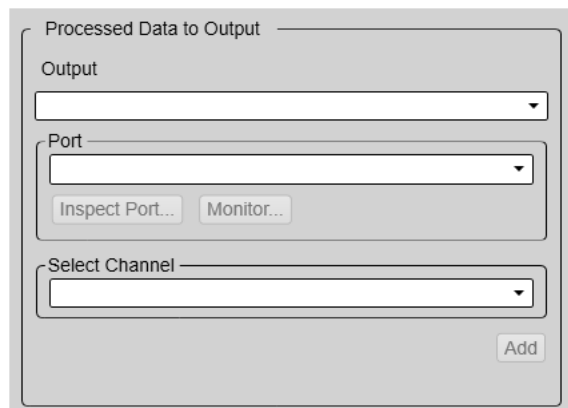 Processed Data to Output
Output
Port
Inspect Port... Monitor...
Select Channel
Add